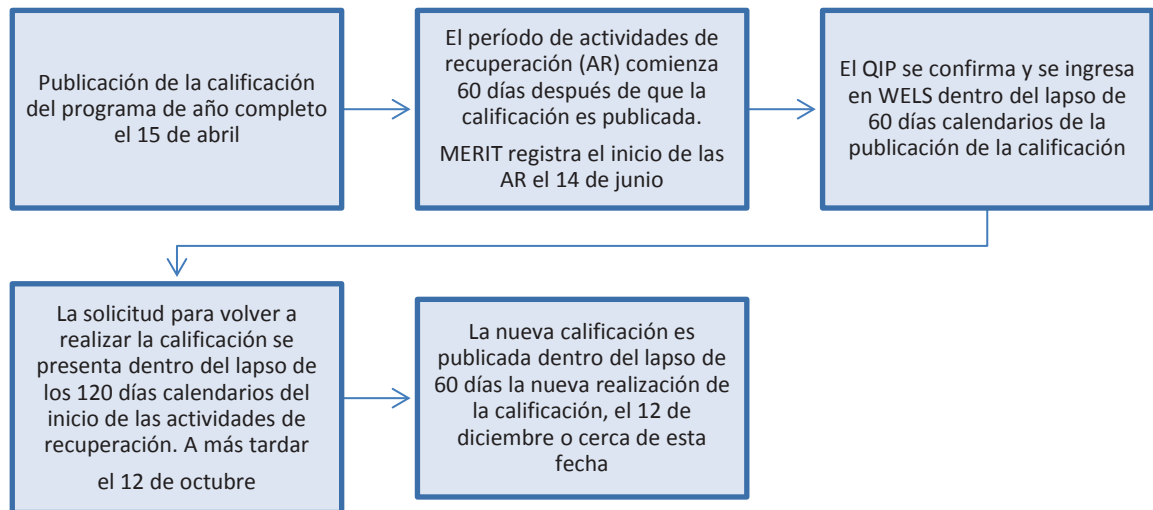 Publicación de la calificación
del programa de año completo
el 15 de abril
El período de actividades de
recuperación (AR) comienza
60 días después de que la
calificación es publicada.
MERIT registra el inicio de las
AR el 14 de junio
El QIP se confirma y se ingresa
en WELS dentro del lapso de
60 días calendarios de la
publicación de la calificación
La solicitud para volver a
realizar la calificación se
presenta dentro del lapso de
los 120 días calendarios del
inicio de las actividades de
recuperación. A más tardar
el 12 de octubre
La nueva calificación es
publicada dentro del lapso de
60 días la nueva realización de
la calificación, el 12 de
diciembre o cerca de esta
fecha